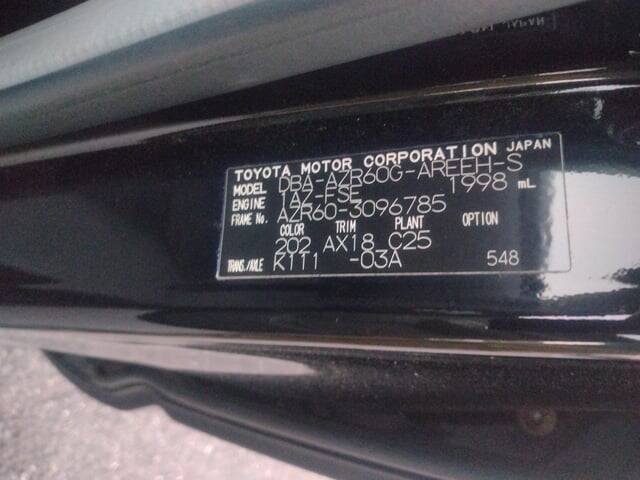 TOYOTA MOTOR CORPORATION JAPAN
MODEL DBA-AZR60G-AREEH-S
ENGINE 1AZ-FSE 1998 mL
FRAME No. AZR60-3096785
COLOR TRIM PLANT OPTION
202 AX18 C25
TRANS./AXLE K111 -03A 548